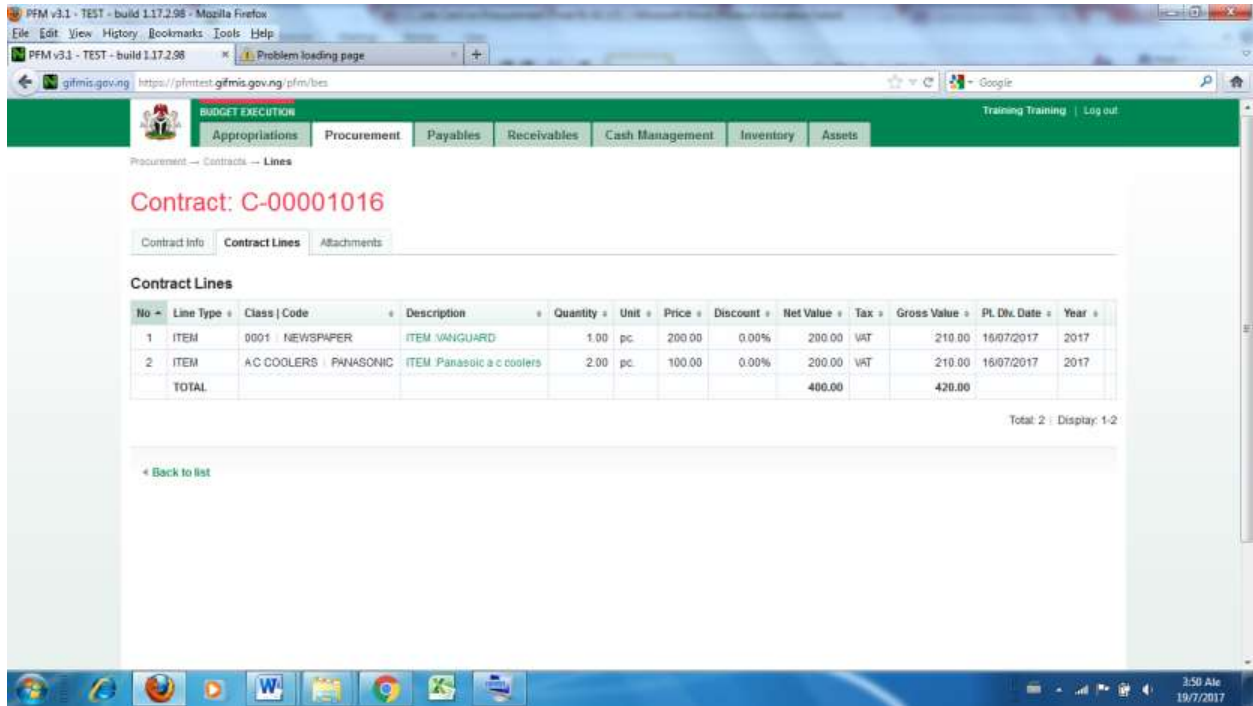 PFM v3.1 - TEST - build 1.17.2.98 - Mozilla Firefox
File Edit View History Bookmarks Tools Help
PFM v3.1 - TEST - build 1.17.2.98 × Problem loading page × +
gifmis.gov.ng https://pfmtest.gifmis.gov.ng/pfm/bes Google
BUDGET EXECUTION
Training Training | Log out
Appropriations Procurement Payables Receivables Cash Management Inventory Assets
Procurement → Contracts → Lines
Contract: C-00001016
Contract Info Contract Lines Attachments
Contract Lines
No Line Type Class | Code Description Quantity Unit Price Discount Net Value Tax Gross Value Pl. Dlv. Date Year
1 ITEM 0001 | NEWSPAPER ITEM :VANGUARD 1.00 pc. 200.00 0.00% 200.00 VAT 210.00 16/07/2017 2017
2 ITEM A C COOLERS | PANASONIC ITEM :Panasoic a c coolers 2.00 pc. 100.00 0.00% 200.00 VAT 210.00 16/07/2017 2017
TOTAL 400.00 420.00
Total: 2 | Display: 1-2
Back to list
3:50 Ale
19/7/2017